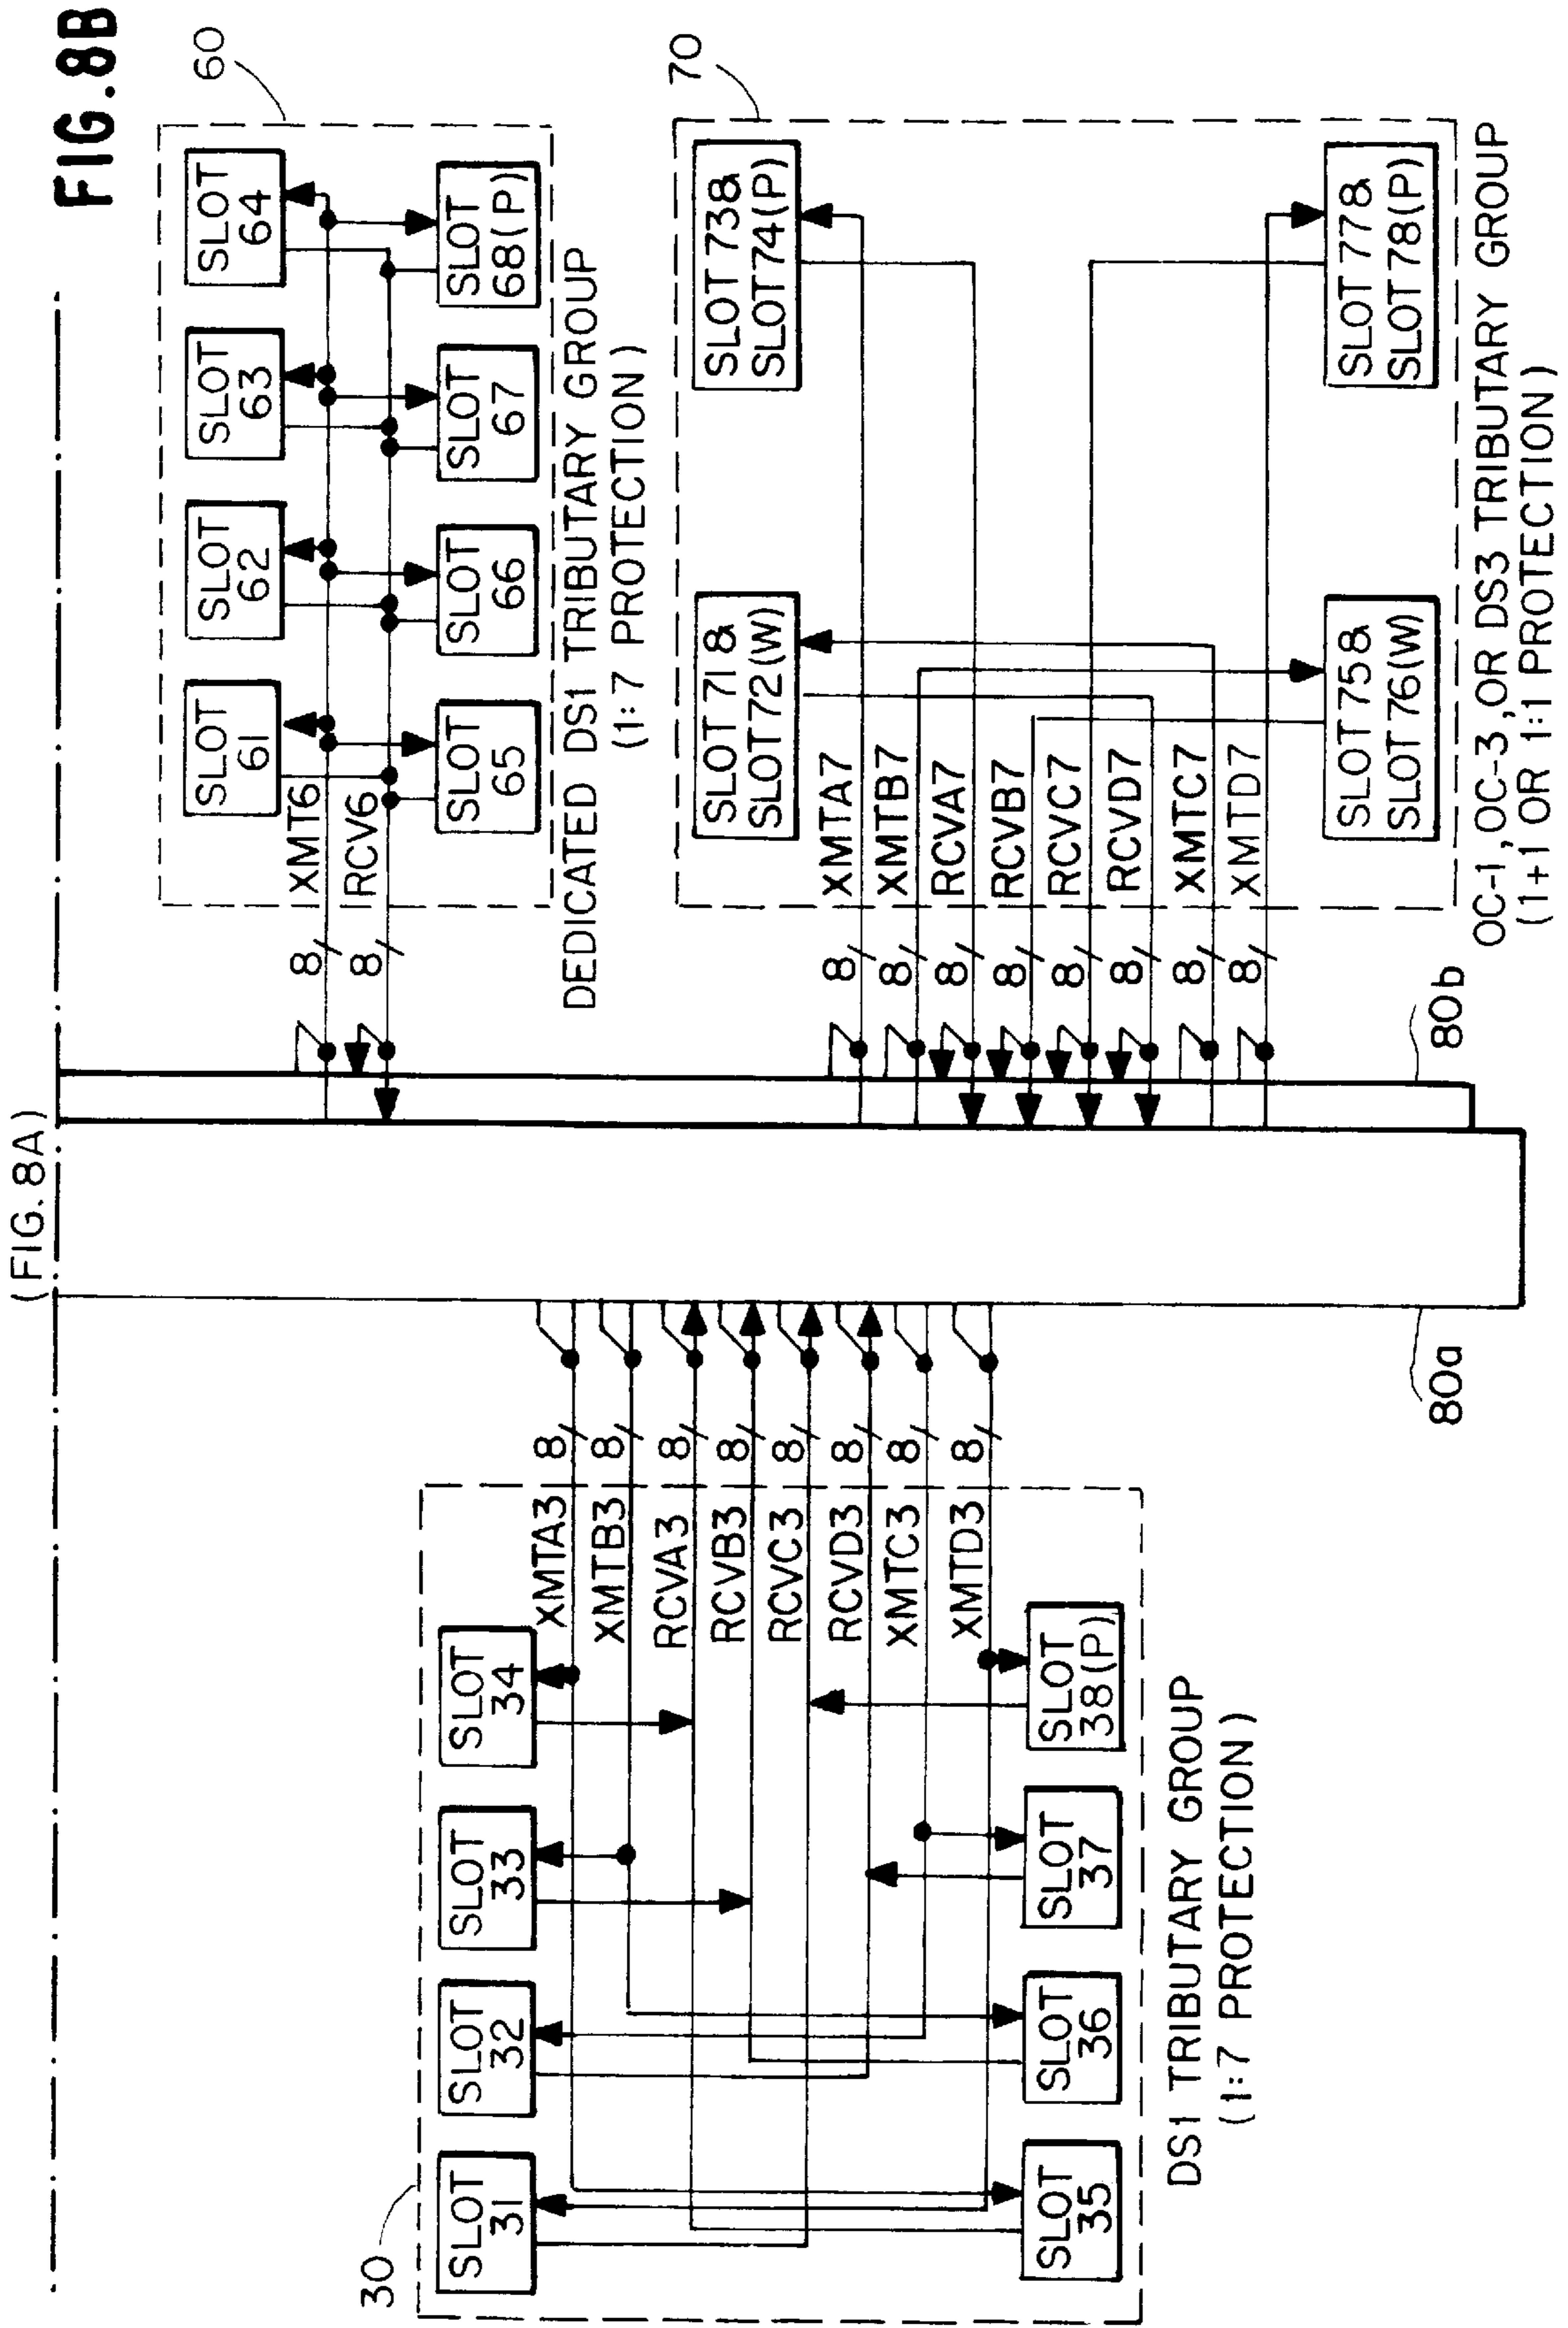 FIG. 8B
(FIG. 8A)
30
SLOT
31
SLOT
32
SLOT
33
SLOT
34
XMTA3
XMTB3
RCVA3
RCVB3
RCVC3
RCVD3
XMTC3
XMTD3
8
8
8
8
8
8
8
8
SLOT
35
SLOT
36
SLOT
37
SLOT
38(P)
DS1 TRIBUTARY GROUP
(1:7 PROTECTION)
80a
80b
60
SLOT
61
SLOT
62
SLOT
63
SLOT
64
XMT6
RCV6
8
8
SLOT
65
SLOT
66
SLOT
67
SLOT
68(P)
DEDICATED DS1 TRIBUTARY GROUP
(1:7 PROTECTION)
70
SLOT 71&
SLOT72(W)
SLOT 73&
SLOT74(P)
XMTA7
XMTB7
RCVA7
RCVB7
RCVC7
RCVD7
XMTC7
XMTD7
8
8
8
8
8
8
8
8
SLOT 75&
SLOT 76(W)
SLOT 77&
SLOT 78(P)
OC-1, OC-3, OR DS3 TRIBUTARY GROUP
(1+1 OR 1:1 PROTECTION)